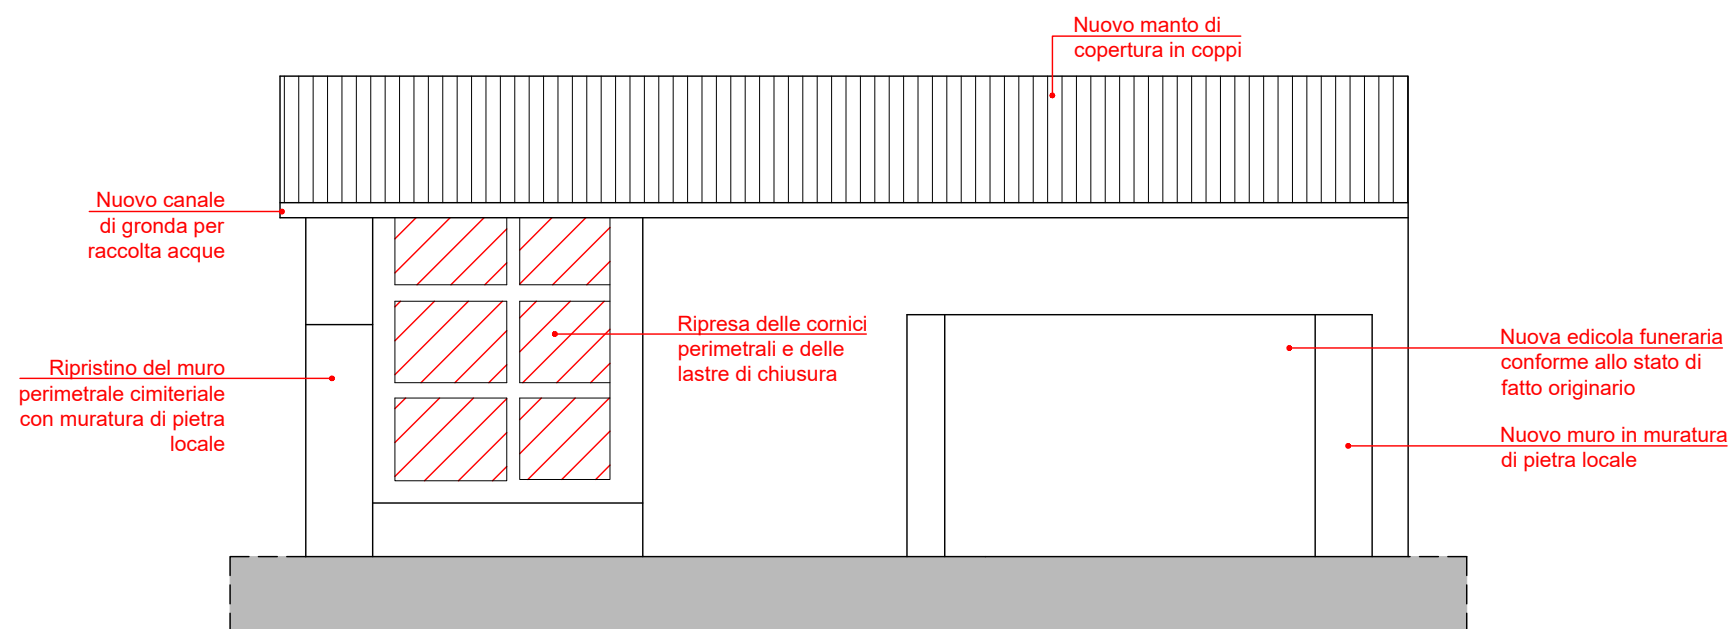 Nuovo manto di
copertura in coppi
Nuovo canale
di gronda per
raccolta acque
Ripresa delle cornici
perimetrali e delle
lastre di chiusura
Nuova edicola funeraria
conforme allo stato di
fatto originario
Ripristino del muro
perimetrale cimiteriale
con muratura di pietra
locale
Nuovo muro in muratura
di pietra locale